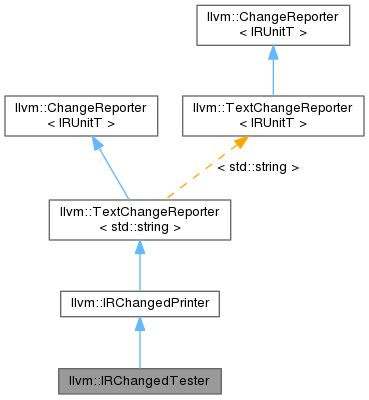 llvm::ChangeReporter
< IRUnitT >
llvm::ChangeReporter
< IRUnitT >
llvm::TextChangeReporter
< IRUnitT >
< std::string >
llvm::TextChangeReporter
< std::string >
llvm::IRChangedPrinter
llvm::IRChangedTester